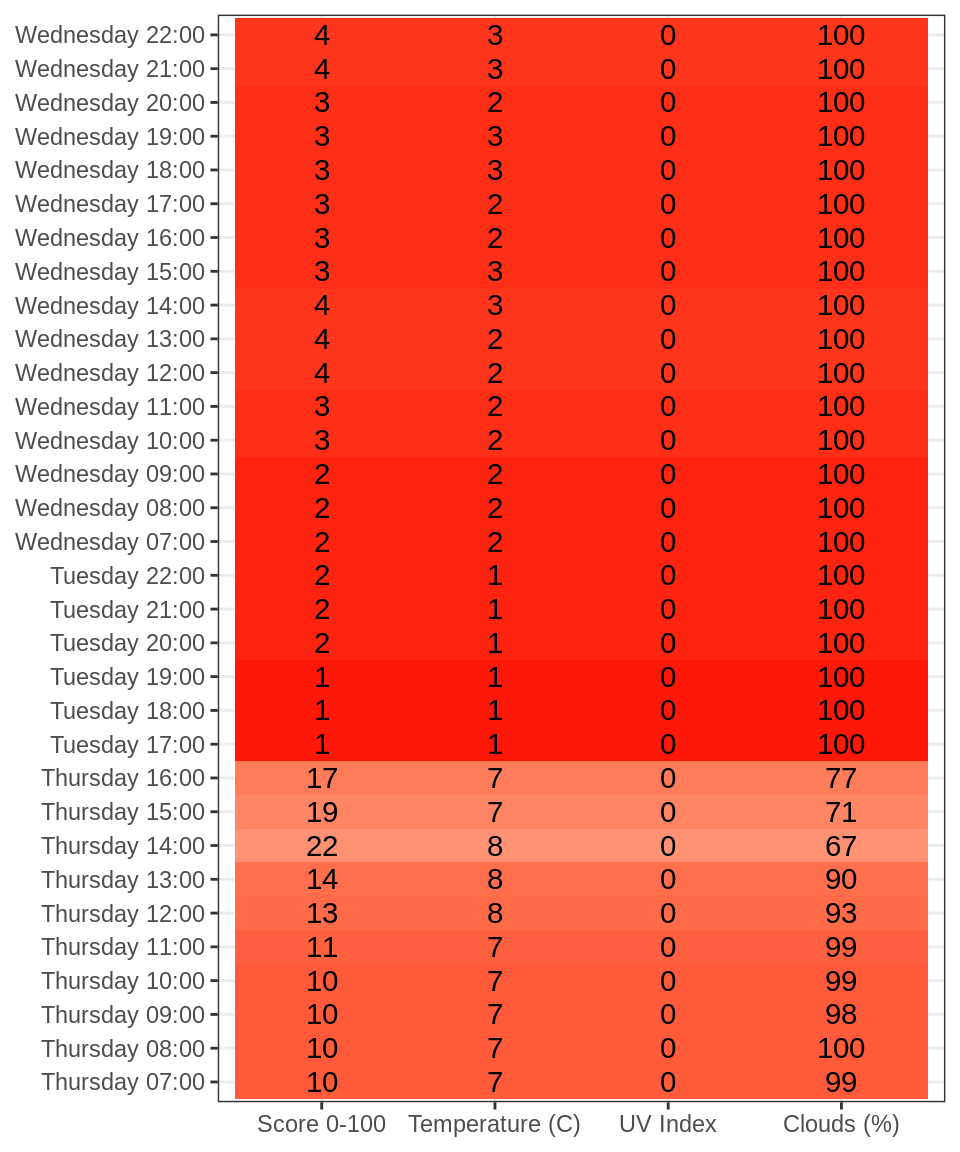 Wednesday 22:00 4 3 0 100
Wednesday 21:00 4 3 0 100
Wednesday 20:00 3 2 0 100
Wednesday 19:00 3 3 0 100
Wednesday 18:00 3 3 0 100
Wednesday 17:00 3 2 0 100
Wednesday 16:00 3 2 0 100
Wednesday 15:00 3 3 0 100
Wednesday 14:00 4 3 0 100
Wednesday 13:00 4 2 0 100
Wednesday 12:00 4 2 0 100
Wednesday 11:00 3 2 0 100
Wednesday 10:00 3 2 0 100
Wednesday 09:00 2 2 0 100
Wednesday 08:00 2 2 0 100
Wednesday 07:00 2 2 0 100
Tuesday 22:00 2 1 0 100
Tuesday 21:00 2 1 0 100
Tuesday 20:00 2 1 0 100
Tuesday 19:00 1 1 0 100
Tuesday 18:00 1 1 0 100
Tuesday 17:00 1 1 0 100
Thursday 16:00 17 7 0 77
Thursday 15:00 19 7 0 71
Thursday 14:00 22 8 0 67
Thursday 13:00 14 8 0 90
Thursday 12:00 13 8 0 93
Thursday 11:00 11 7 0 99
Thursday 10:00 10 7 0 99
Thursday 09:00 10 7 0 98
Thursday 08:00 10 7 0 100
Thursday 07:00 10 7 0 99
Score 0-100 Temperature (C) UV Index Clouds (%)